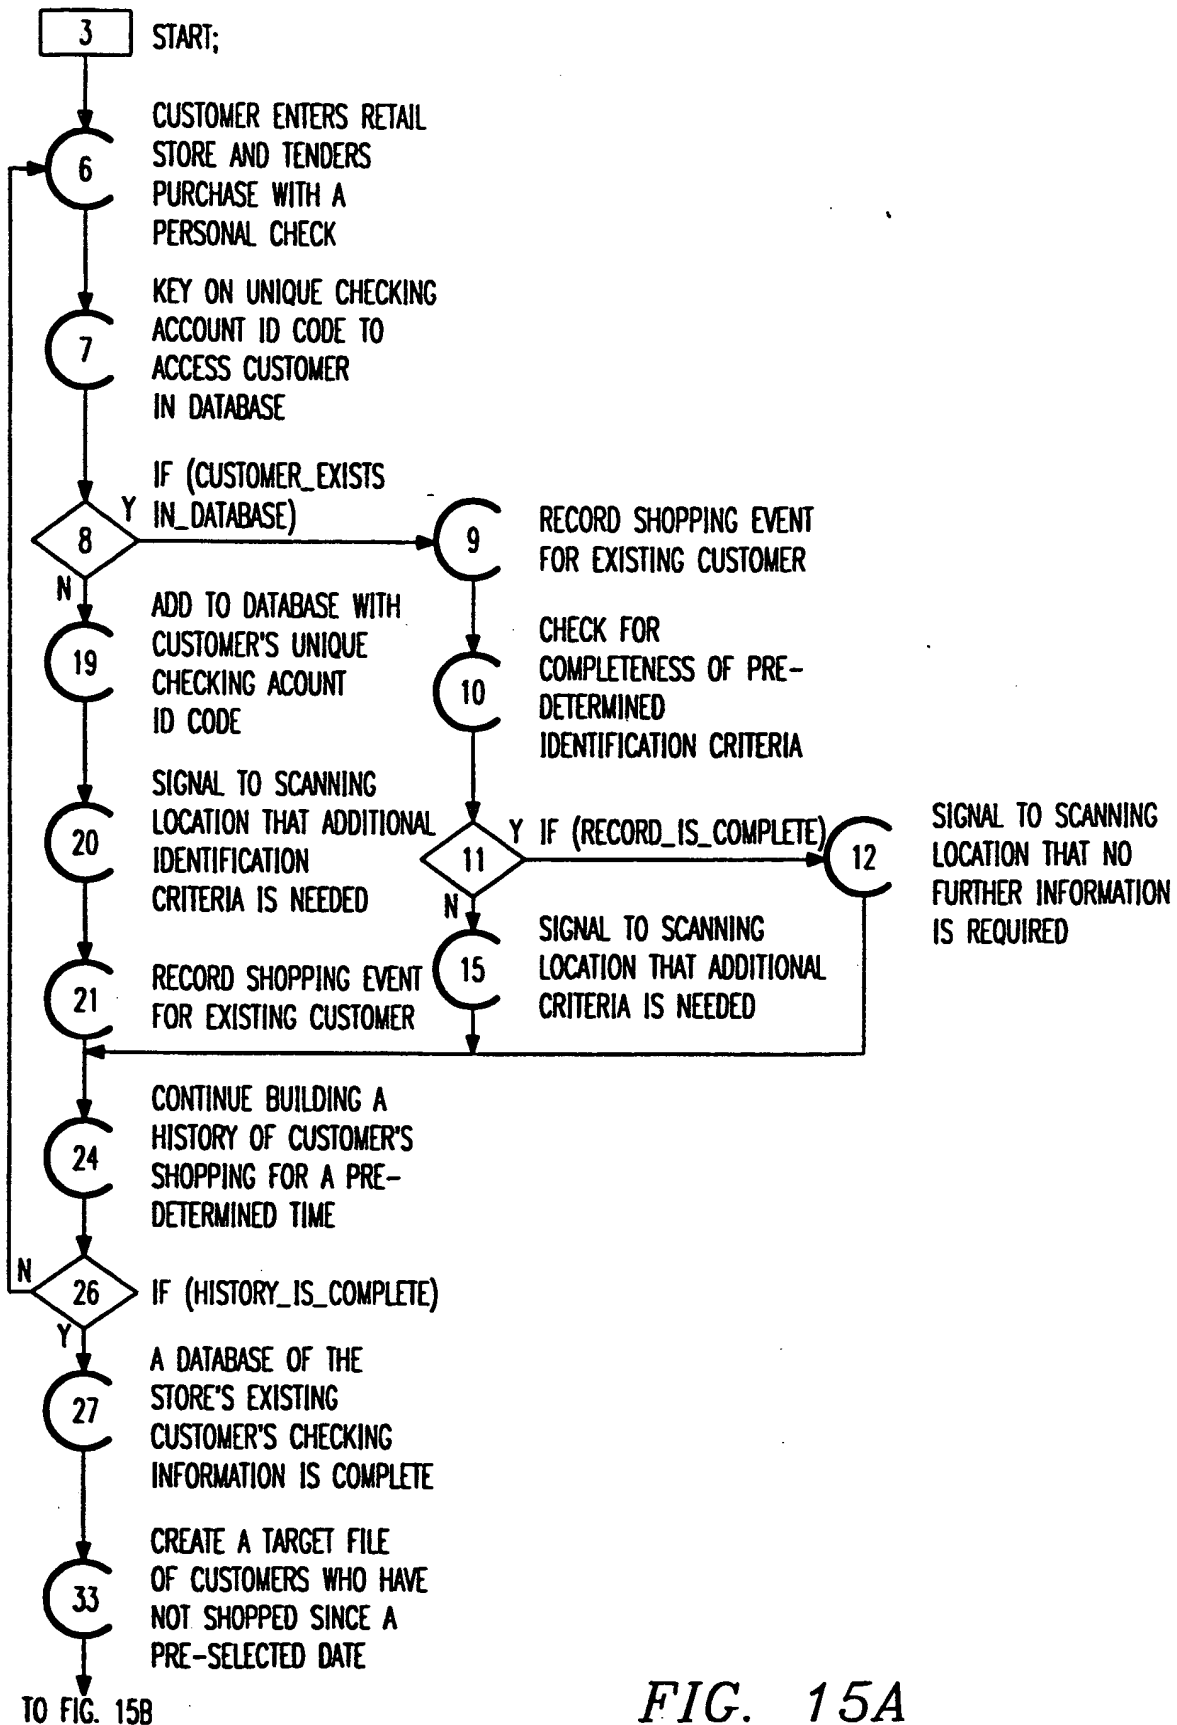 3 START;
CUSTOMER ENTERS RETAIL
STORE AND TENDERS
6
PURCHASE WITH A
PERSONAL CHECK
KEY ON UNIQUE CHECKING
ACCOUNT ID CODE TO
7
ACCESS CUSTOMER
IN DATABASE
IF (CUSTOMER_EXISTS
Y IN_DATABASE)
8
N
9
RECORD SHOPPING EVENT
FOR EXISTING CUSTOMER
ADD TO DATABASE WITH
CUSTOMER'S UNIQUE
19
CHECKING ACOUNT
ID CODE
CHECK FOR
COMPLETENESS OF PRE-
10
DETERMINED
IDENTIFICATION CRITERIA
SIGNAL TO SCANNING
LOCATION THAT ADDITIONAL
20
IDENTIFICATION
CRITERIA IS NEEDED
Y IF (RECORD_IS_COMPLETE)
11
N
12
SIGNAL TO SCANNING
LOCATION THAT NO
FURTHER INFORMATION
IS REQUIRED
21
RECORD SHOPPING EVENT
FOR EXISTING CUSTOMER
15
SIGNAL TO SCANNING
LOCATION THAT ADDITIONAL
CRITERIA IS NEEDED
CONTINUE BUILDING A
HISTORY OF CUSTOMER'S
24
SHOPPING FOR A PRE-
DETERMINED TIME
N
26 IF (HISTORY_IS_COMPLETE)
Y
A DATABASE OF THE
STORE'S EXISTING
27
CUSTOMER'S CHECKING
INFORMATION IS COMPLETE
CREATE A TARGET FILE
OF CUSTOMERS WHO HAVE
33
NOT SHOPPED SINCE A
PRE-SELECTED DATE
TO FIG. 15B
FIG. 15A